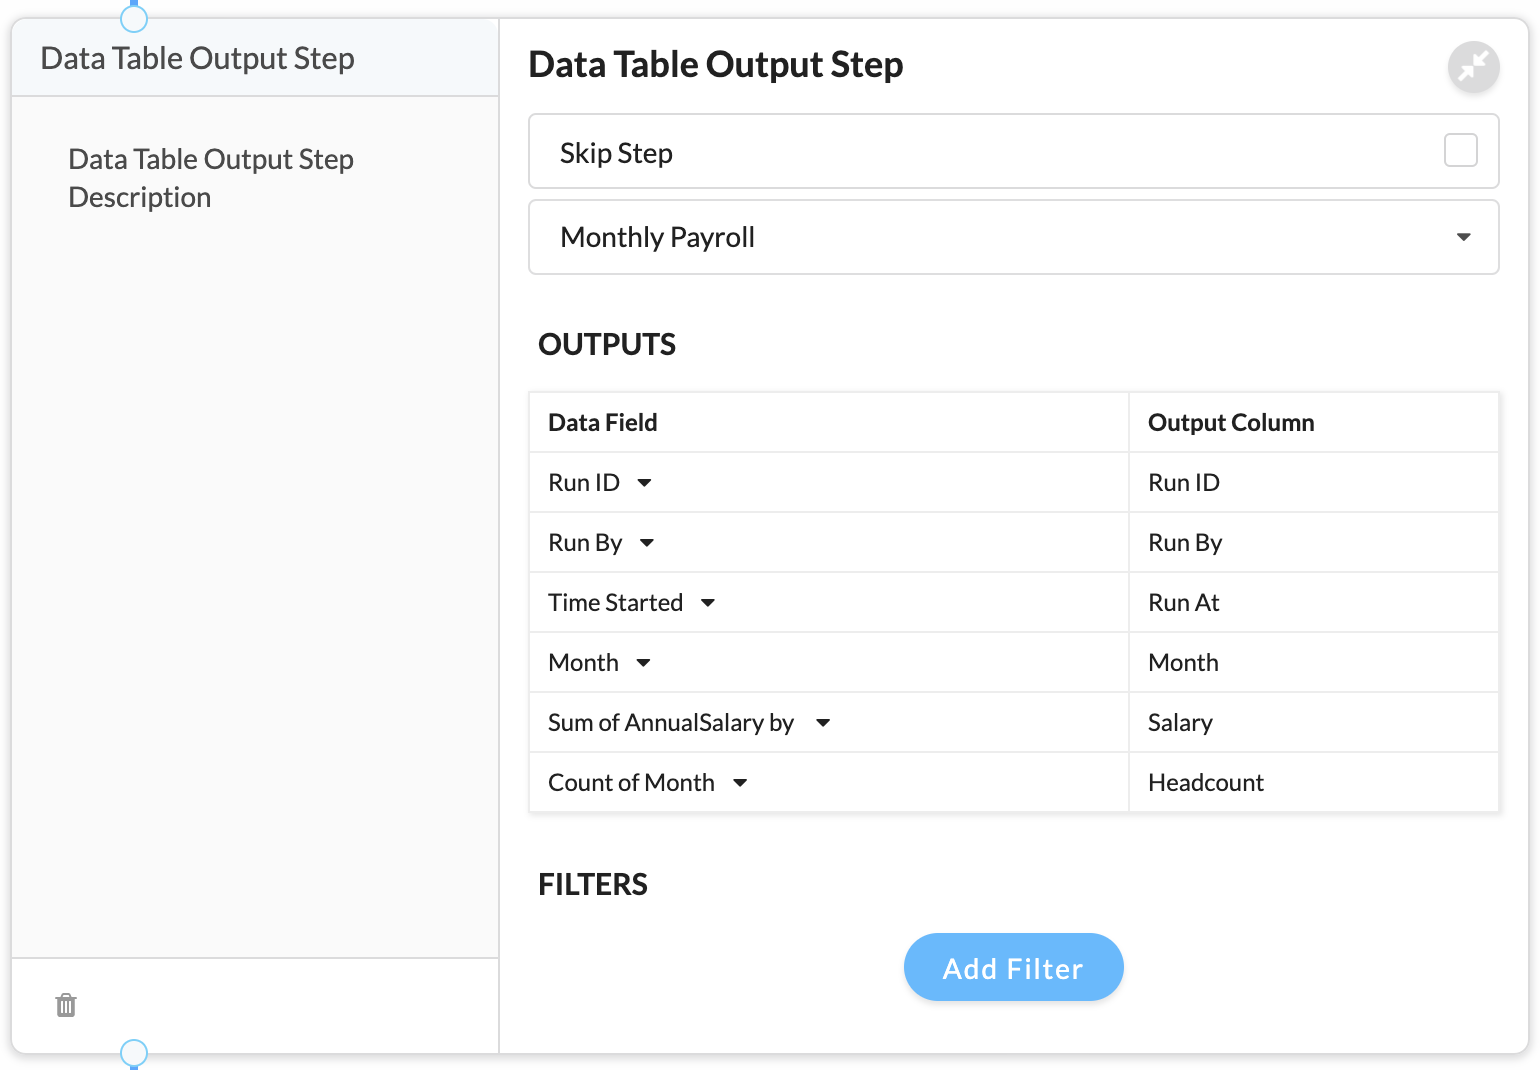 Data Table Output Step
Data Table Output Step
Description
Data Table Output Step
Skip Step
Monthly Payroll
OUTPUTS
Data Field Output Column
Run ID Run ID
Run By Run By
Time Started Run At
Month Month
Sum of AnnualSalary by Salary
Count of Month Headcount
FILTERS
Add Filter